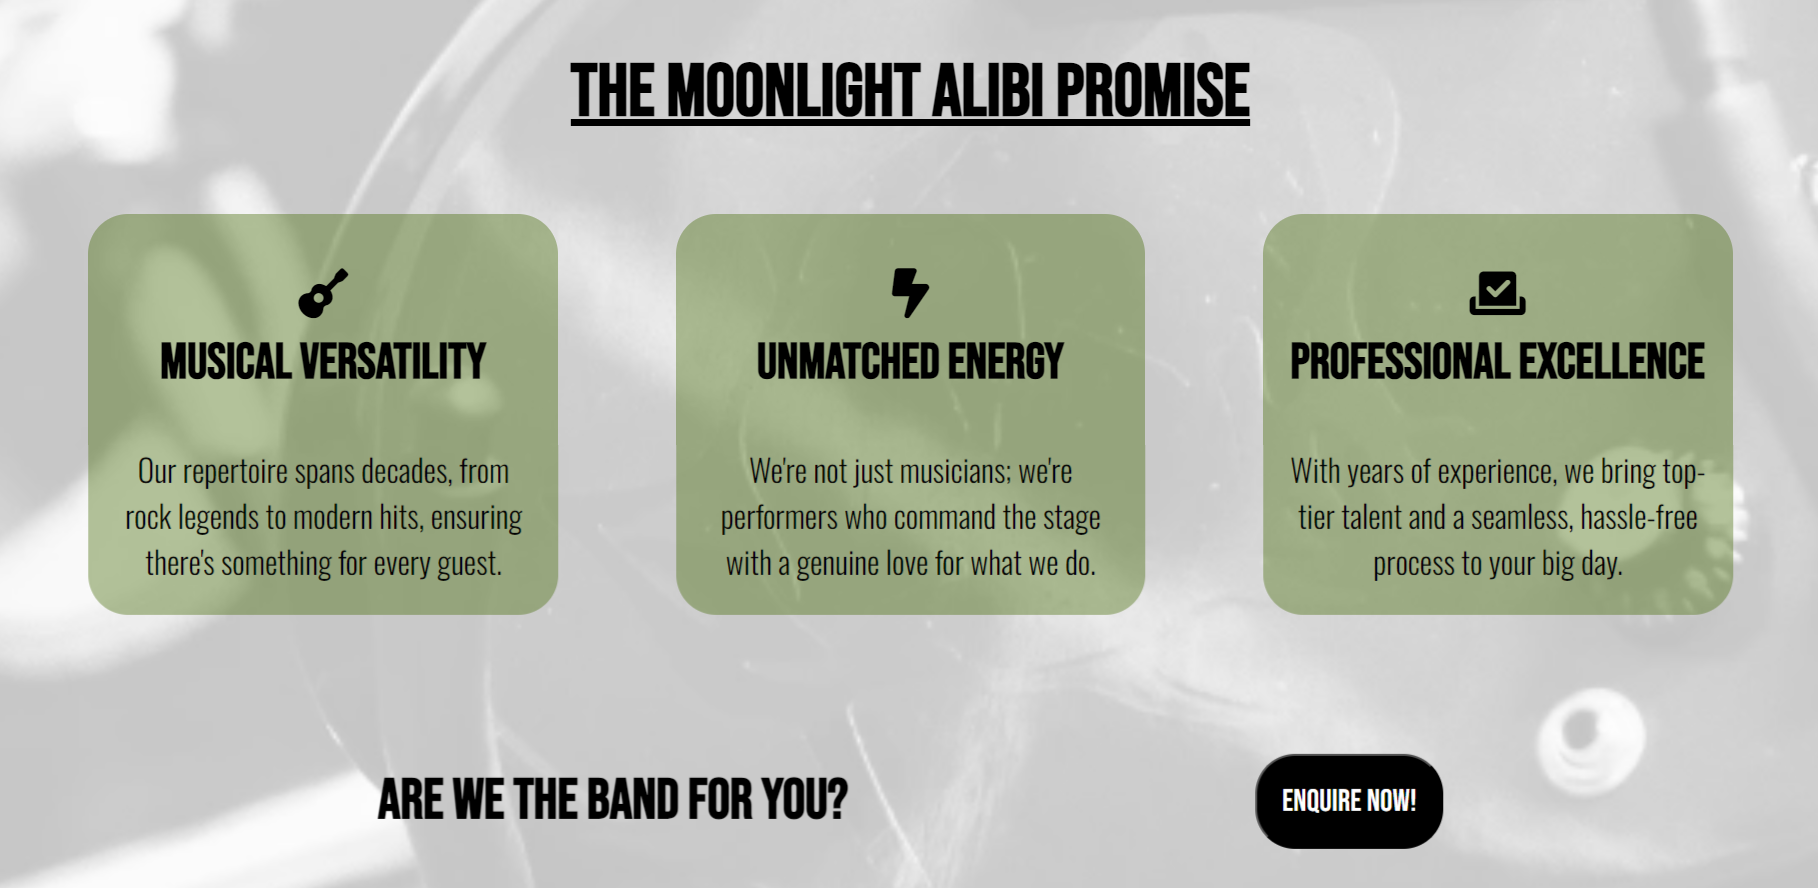 THE MOONLIGHT ALIBI PROMISE
MUSICAL VERSATILITY
Our repertoire spans decades, from
rock legends to modern hits, ensuring
there's something for every guest.
UNMATCHED ENERGY
We're not just musicians; we're
performers who command the stage
with a genuine love for what we do.
PROFESSIONAL EXCELLENCE
With years of experience, we bring top-
tier talent and a seamless, hassle-free
process to your big day.
ARE WE THE BAND FOR YOU?
ENQUIRE NOW!